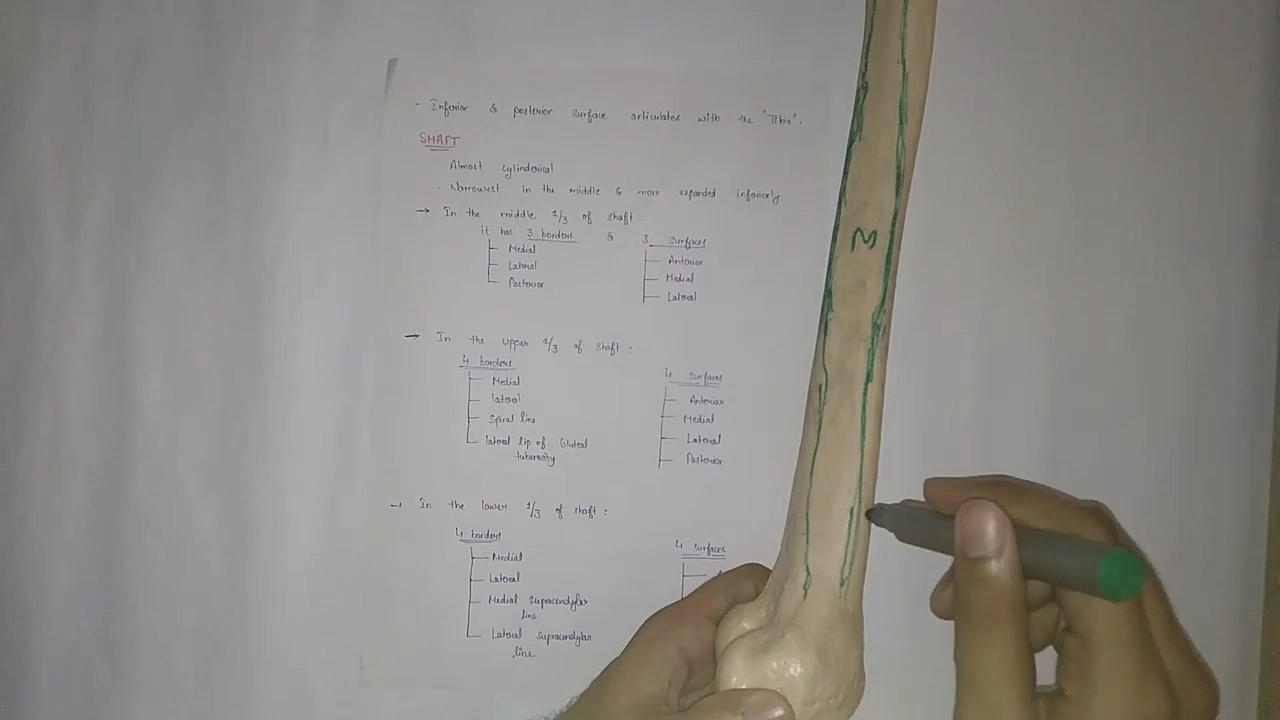 - Inferior & posterior surface articulates with the "Tibia".
SHAFT
Almost cylinderical
. Narrowest in the middle & more expanded inferiorly
→ In the middle 1/3 of shaft
it has 3 borders & 3 surfaces
Medial
Lateral
Posterior
Anterior
Medial
Lateral
→ In the upper 1/3 of shaft :
4 borders
Medial
lateral
Spiral line
lateral lip of Gluteal
tuberosity
4 surfaces
Anterior
Medial
Lateral
Posterior
→ In the lower 1/3 of shaft :
4 borders
Medial
Lateral
Medial Supracondylar
line
Lateral Supracondylar
line
4 surfaces